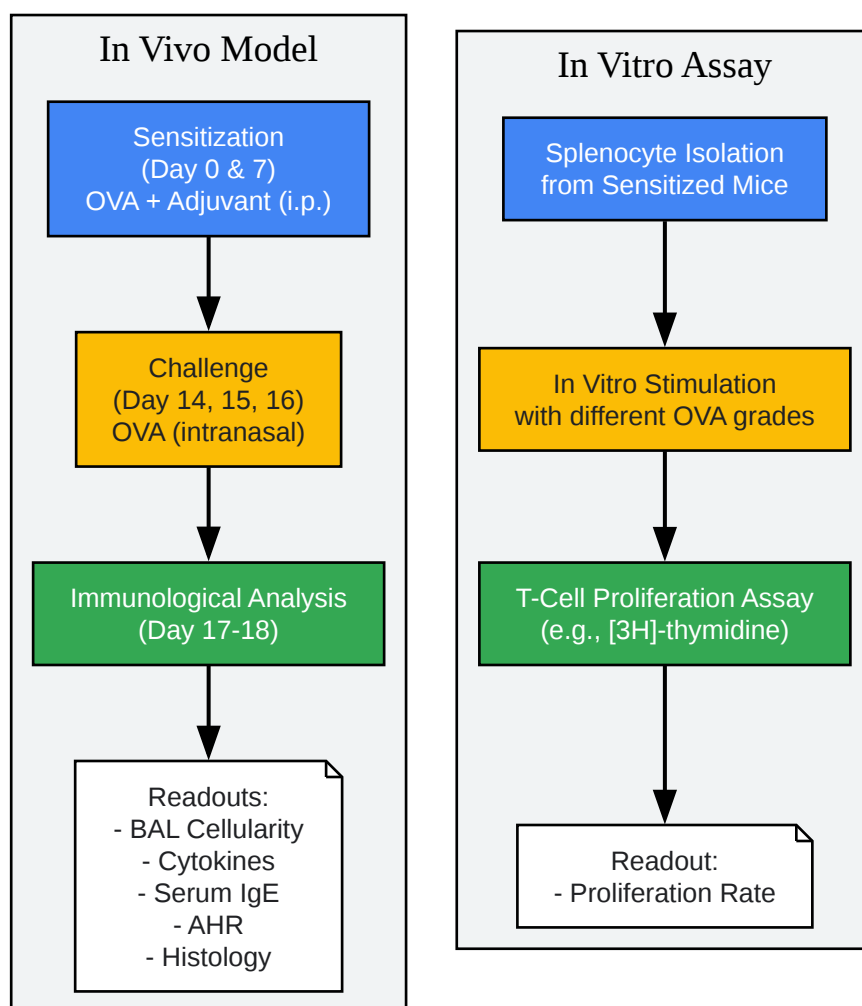 In Vivo Model
Sensitization
(Day 0 & 7)
OVA + Adjuvant (i.p.)
Challenge
(Day 14, 15, 16)
OVA (intranasal)
Immunological Analysis
(Day 17-18)
Readouts:
- BAL Cellularity
- Cytokines
- Serum IgE
- AHR
- Histology
In Vitro Assay
Splenocyte Isolation
from Sensitized Mice
In Vitro Stimulation
with different OVA grades
T-Cell Proliferation Assay
(e.g., [3H]-thymidine)
Readout:
- Proliferation Rate